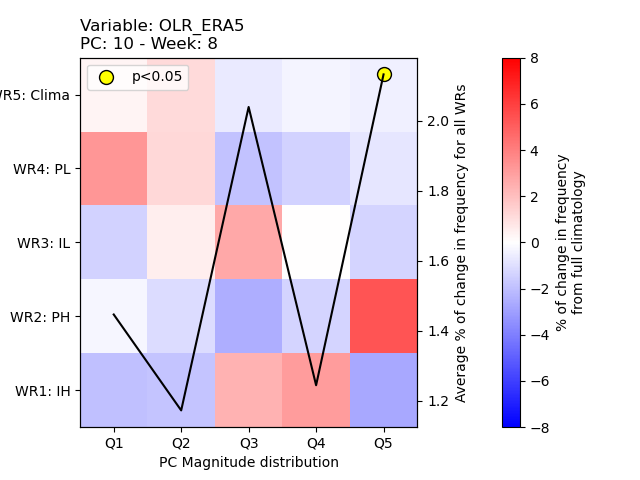 Variable: OLR_ERA5
PC: 10 - Week: 8
p<0.05
WR5: Clima
WR4: PL
WR3: IL
WR2: PH
WR1: IH
Q1 Q2 Q3 Q4 Q5
PC Magnitude distribution
2.0
1.8
1.6
1.4
1.2
Average % of change in frequency for all WRs
8
6
4
2
0
−2
−4
−6
−8
% of change in frequency
from full climatology